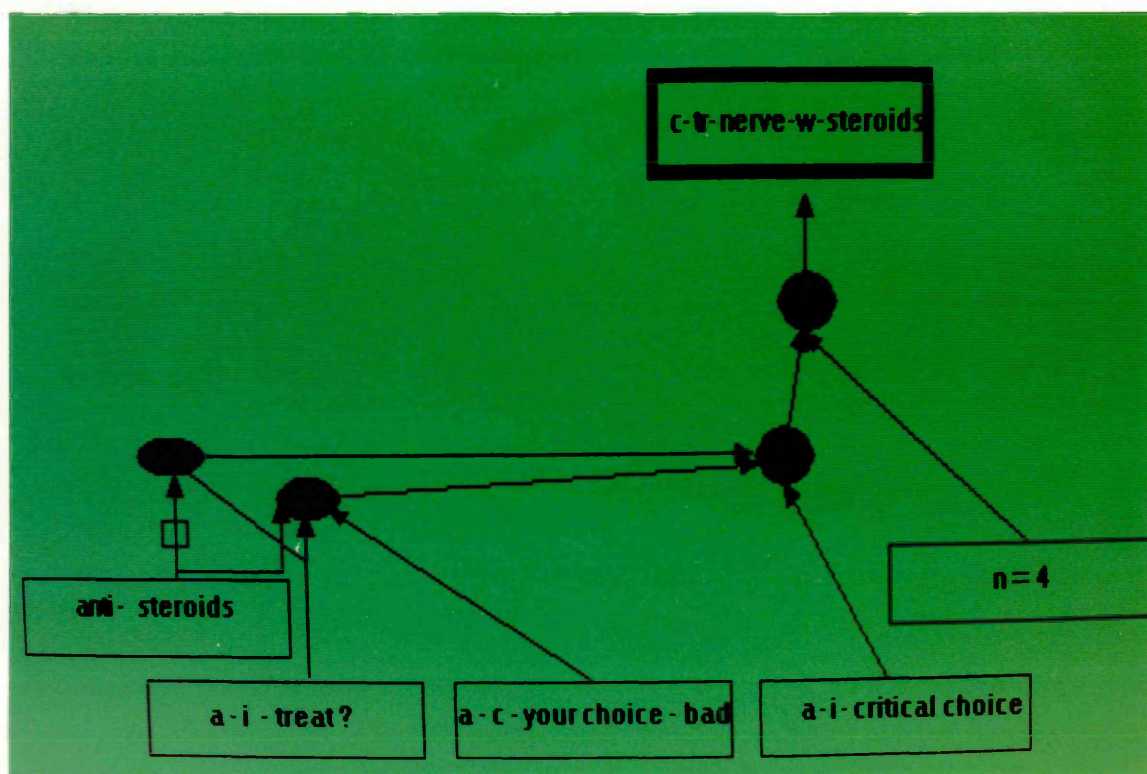 c-tr-nerve-w-steroids
n=4
anti- steroids
a-i-treat?
a-c-your choice-bad
a-i-critical choice